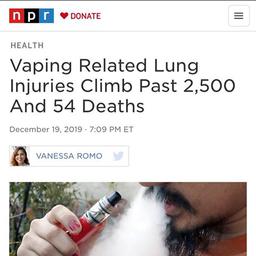 npr
DONATE
HEALTH
Vaping Related Lung
Injuries Climb Past 2,500
And 54 Deaths
December 19, 2019 · 7:09 PM ET
VANESSA ROMO